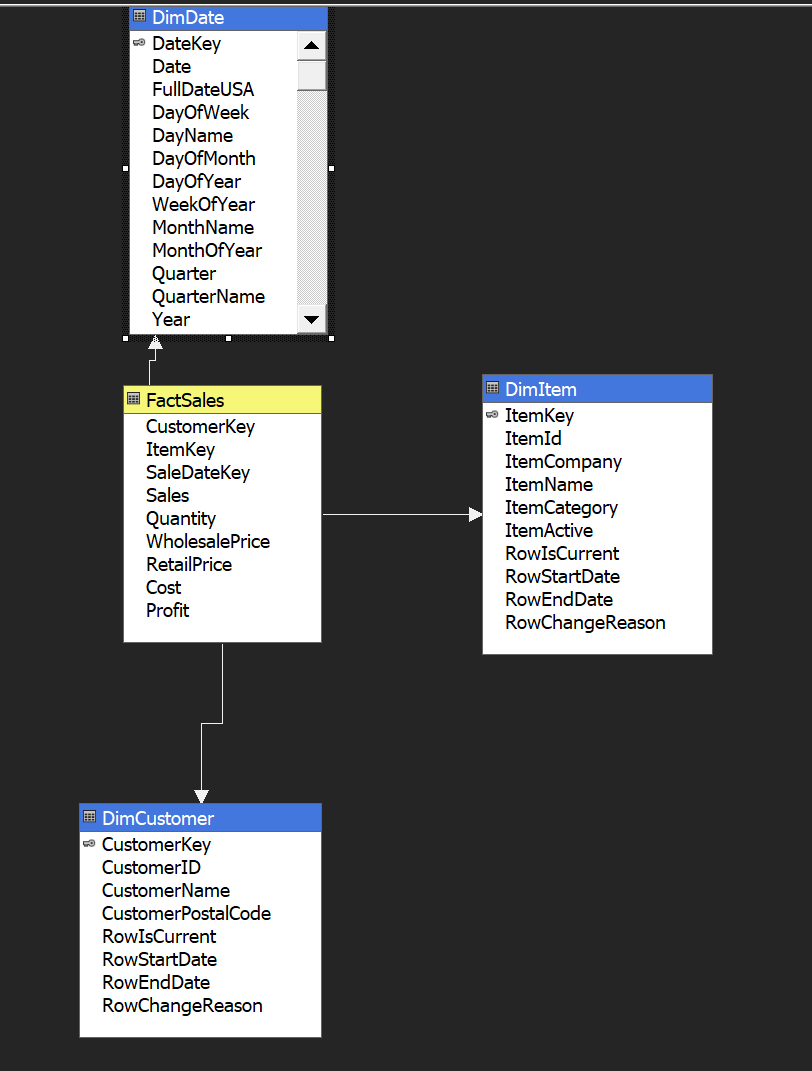 DimDate
DateKey
Date
FullDateUSA
DayOfWeek
DayName
DayOfMonth
DayOfYear
WeekOfYear
MonthName
MonthOfYear
Quarter
QuarterName
Year
FactSales
CustomerKey
ItemKey
SaleDateKey
Sales
Quantity
WholesalePrice
RetailPrice
Cost
Profit
DimItem
ItemKey
ItemId
ItemCompany
ItemName
ItemCategory
ItemActive
RowIsCurrent
RowStartDate
RowEndDate
RowChangeReason
DimCustomer
CustomerKey
CustomerID
CustomerName
CustomerPostalCode
RowIsCurrent
RowStartDate
RowEndDate
RowChangeReason